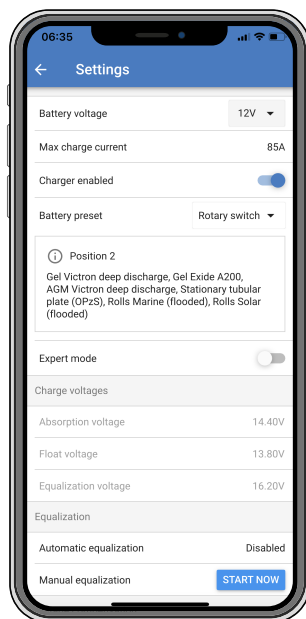 06:35
Settings
Battery voltage 12V
Max charge current 85A
Charger enabled
Battery preset Rotary switch
Position 2
Gel Victron deep discharge, Gel Exide A200,
AGM Victron deep discharge, Stationary tubular
plate (OPzS), Rolls Marine (flooded), Rolls Solar
(flooded)
Expert mode
Charge voltages
Absorption voltage 14.40V
Float voltage 13.80V
Equalization voltage 16.20V
Equalization
Automatic equalization Disabled
Manual equalization START NOW